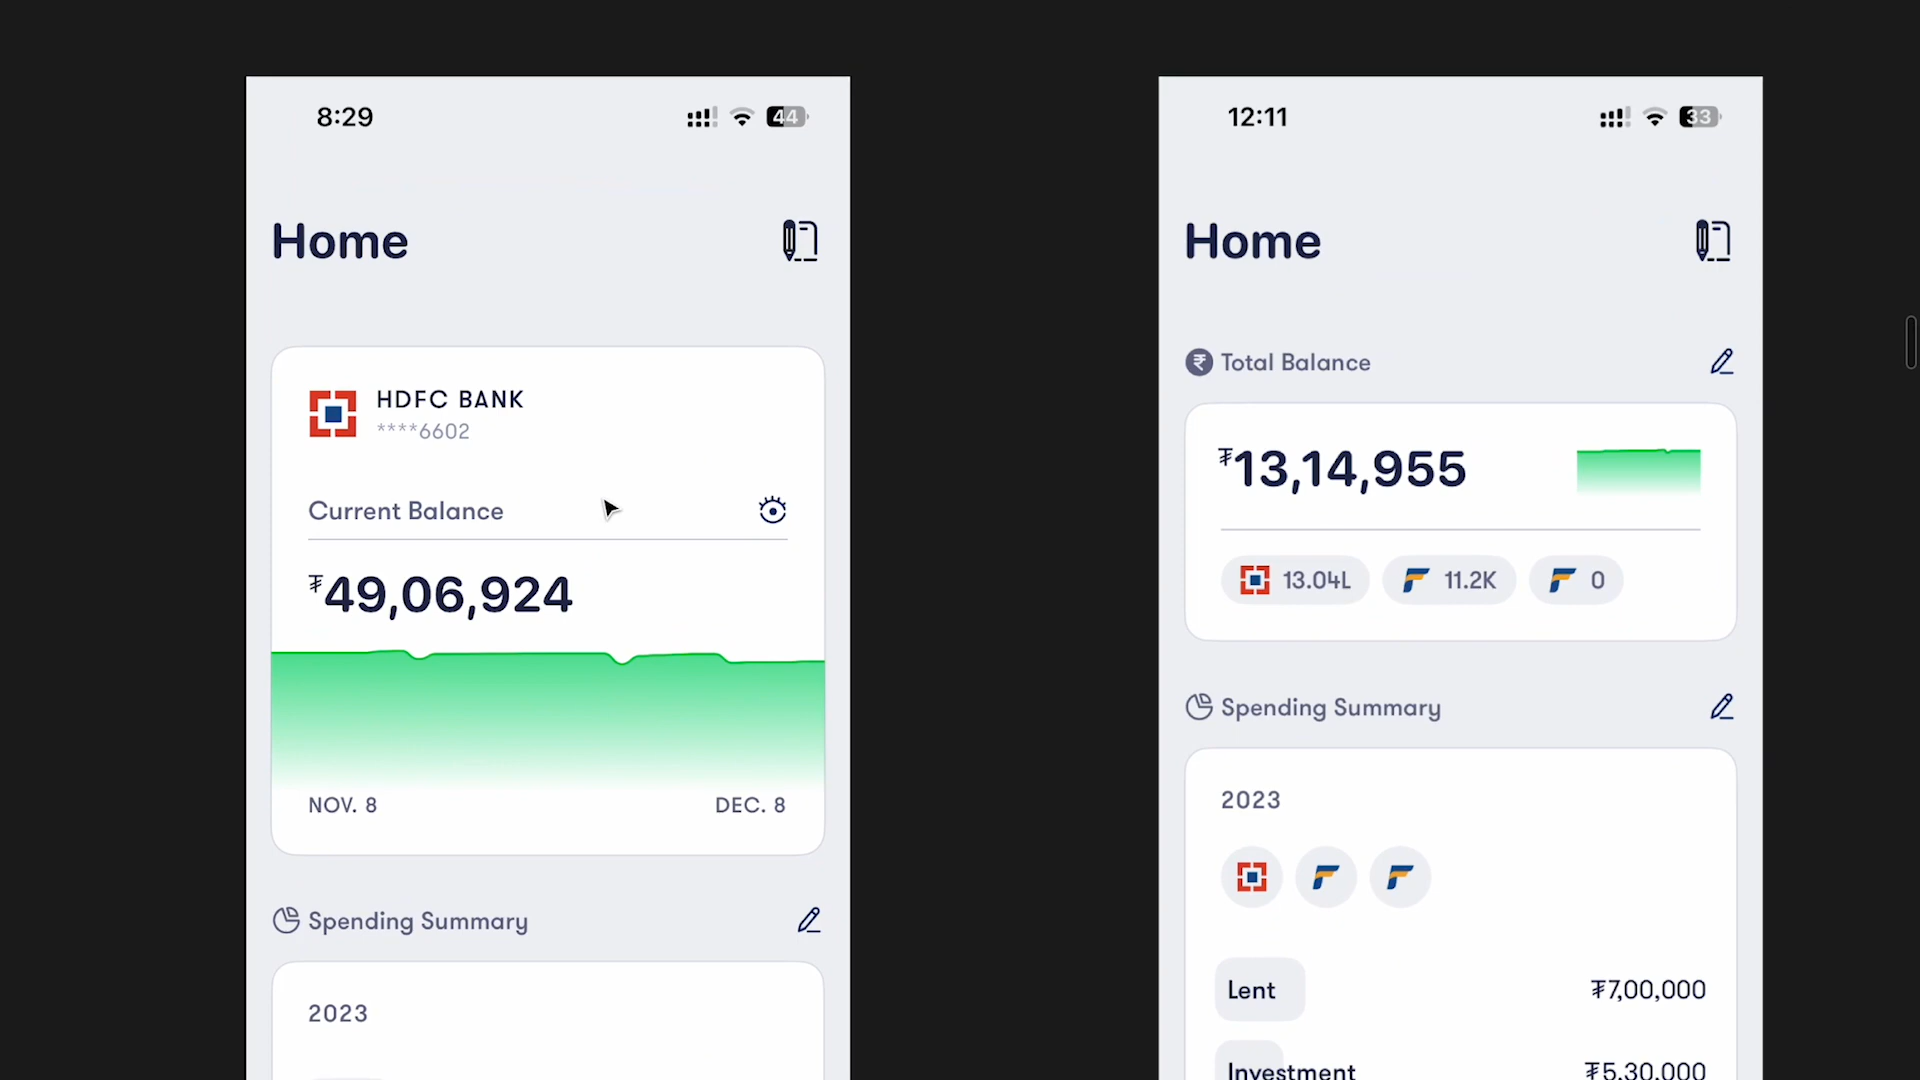 8:29
44
Home
HDFC BANK
****6602
Current Balance
₮49,06,924
NOV. 8
DEC. 8
Spending Summary
2023
12:11
33
Home
Total Balance
₮13,14,955
13.04L
11.2K
0
Spending Summary
2023
Lent
₮7,00,000
Investment
₮5,30,000